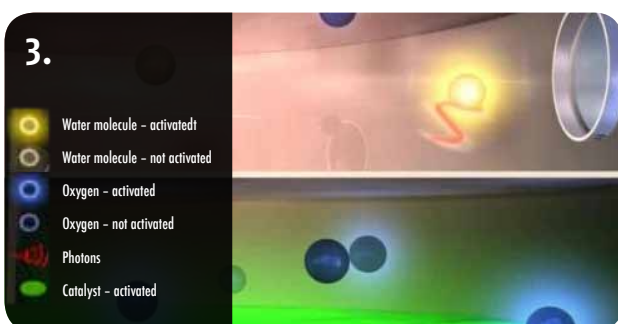 3.
Water molecule – activatedt
Water molecule – not activated
Oxygen – activated
Oxygen – not activated
Photons
Catalyst – activated